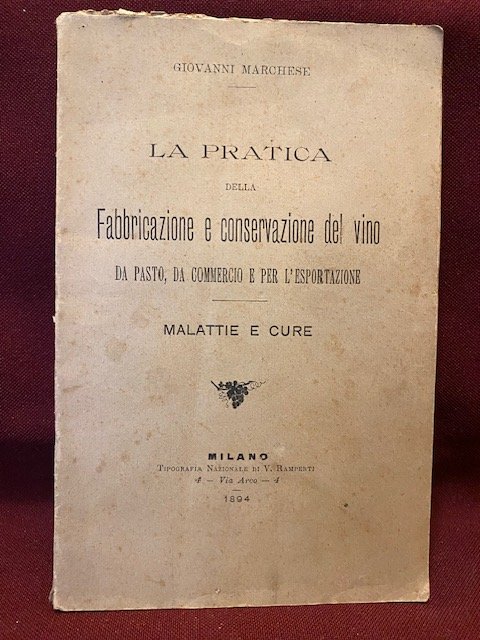 GIOVANNI MARCHESE
LA PRATICA
DELLA
Fabbricazione e conservazione del vino
DA PASTO, DA COMMERCIO E PER L'ESPORTAZIONE
MALATTIE E CURE
MILANO
TIPOGRAFIA NAZIONALE DI V. RAMPERTI
4 — Via Arco — 4
1894